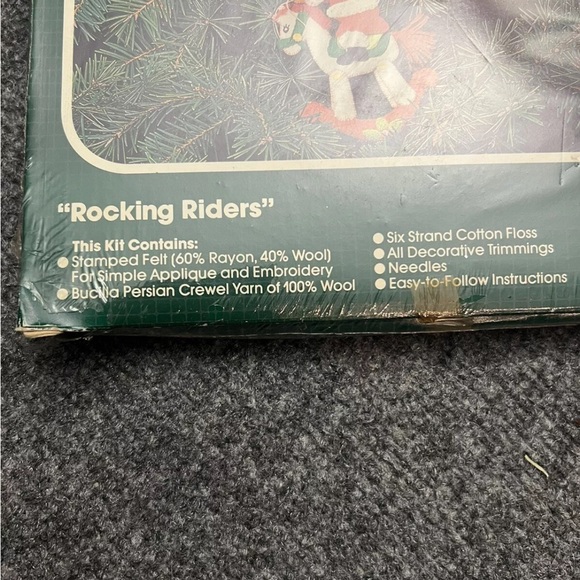 "Rocking Riders"
This Kit Contains:
● Stamped Felt (60% Rayon, 40% Wool)
For Simple Applique and Embroidery
● Bucilla Persian Crewel Yarn of 100% Wool
● Six Strand Cotton Floss
● All Decorative Trimmings
● Needles
● Easy-to-Follow Instructions